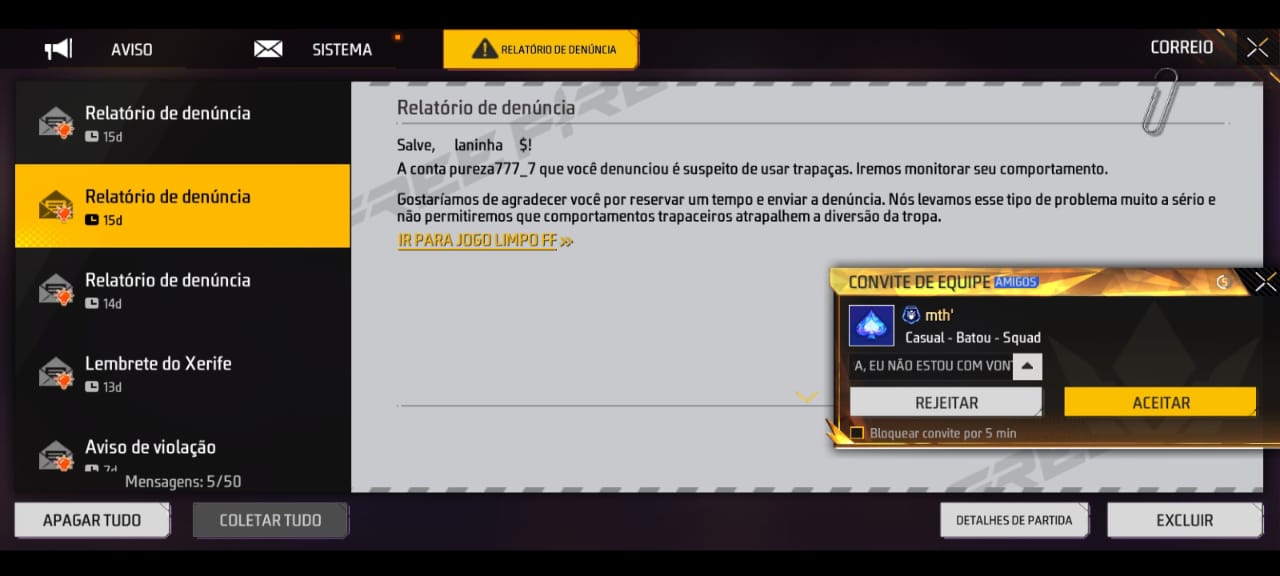 AVISO
SISTEMA
RELATÓRIO DE DENÚNCIA
CORREIO
Relatório de denúncia
15d
Relatório de denúncia
15d
Relatório de denúncia
14d
Lembrete do Xerife
13d
Aviso de violação
7d
Mensagens: 5/50
APAGAR TUDO
COLETAR TUDO
Relatório de denúncia
Salve, laninha $!
A conta pureza777_7 que você denunciou é suspeito de usar trapaças. Iremos monitorar seu comportamento.
Gostaríamos de agradecer você por reservar um tempo e enviar a denúncia. Nós levamos esse tipo de problema muito a sério e
não permitiremos que comportamentos trapaceiros atrapalhem a diversão da tropa.
IR PARA JOGO LIMPO FF
FREE FIRE
CONVITE DE EQUIPE AMIGOS
5
mth'
Casual - Batou - Squad
A, EU NÃO ESTOU COM VONT
REJEITAR
ACEITAR
Bloquear convite por 5 min
FREE
DETALHES DE PARTIDA
EXCLUIR